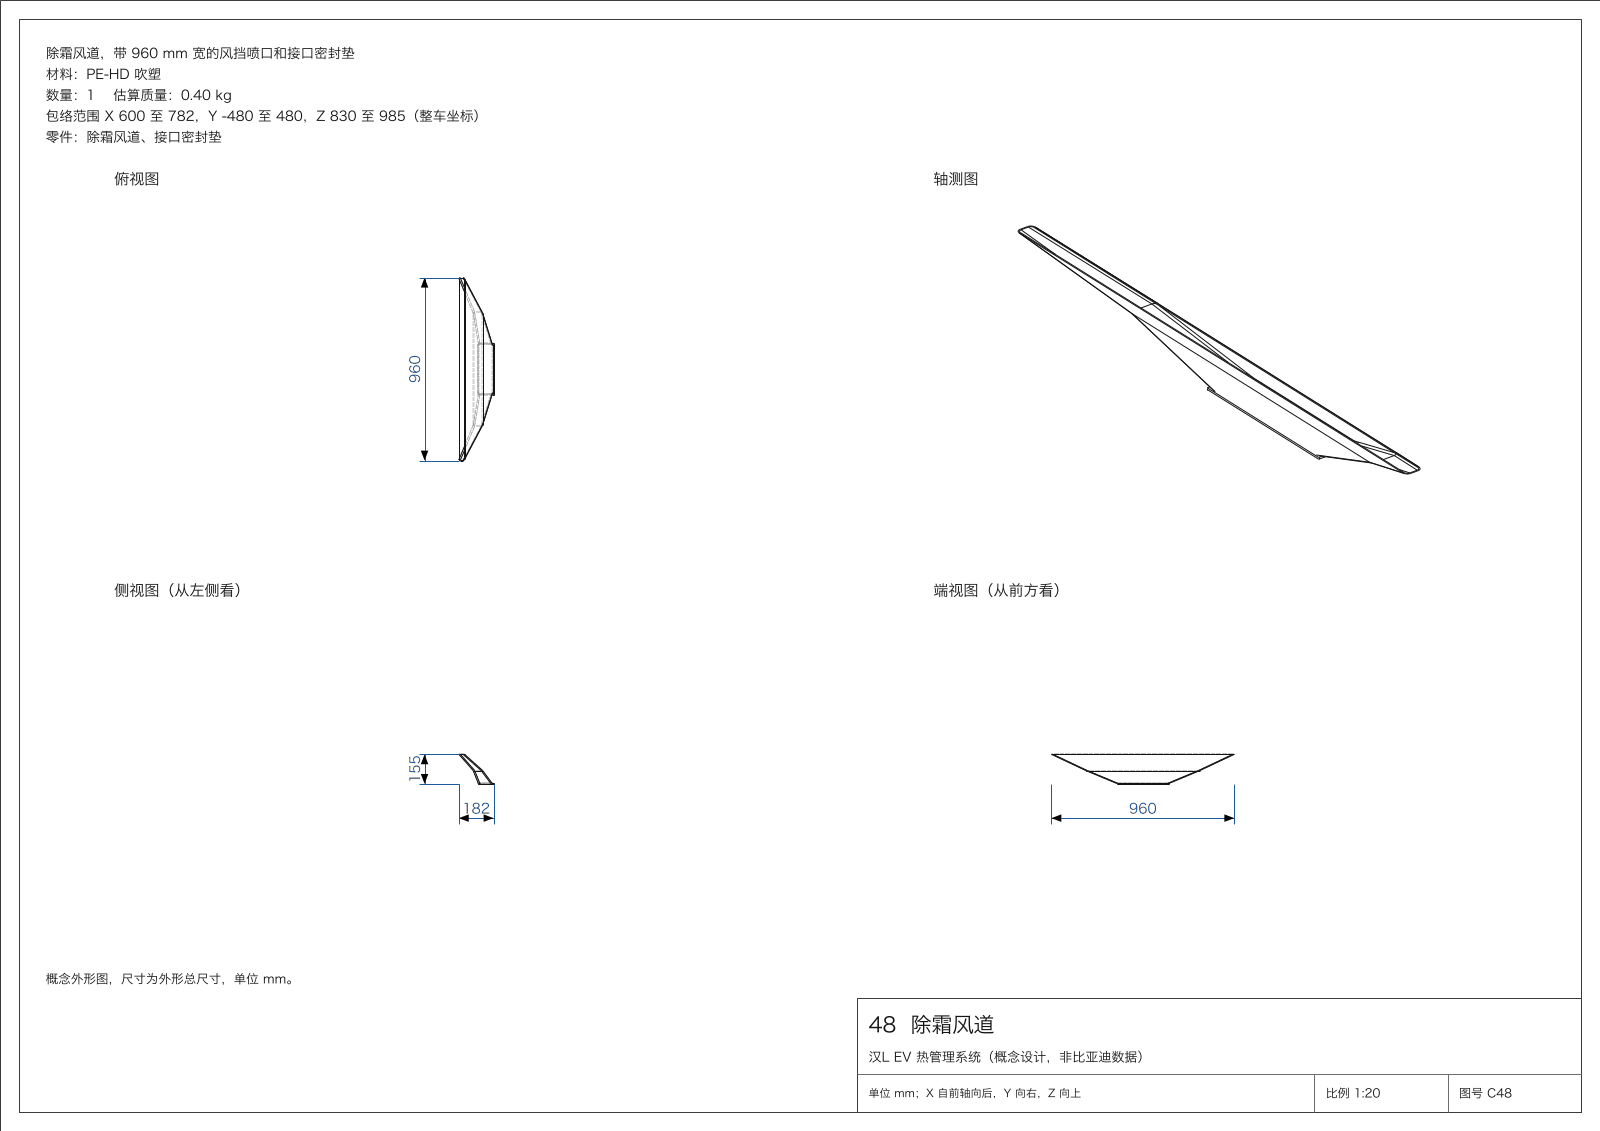 除霜风道，带 960 mm 宽的风挡喷口和接口密封垫
材料：PE-HD 吹塑
数量：1  估算质量：0.40 kg
包络范围 X 600 至 782，Y -480 至 480，Z 830 至 985（整车坐标）
零件：除霜风道、接口密封垫
俯视图
轴测图
960
侧视图（从左侧看）
端视图（从前方看）
155
182
960
概念外形图，尺寸为外形总尺寸，单位 mm。
48 除霜风道
汉L EV 热管理系统（概念设计，非比亚迪数据）
单位 mm；X 自前轴向后，Y 向右，Z 向上
比例 1:20
图号 C48